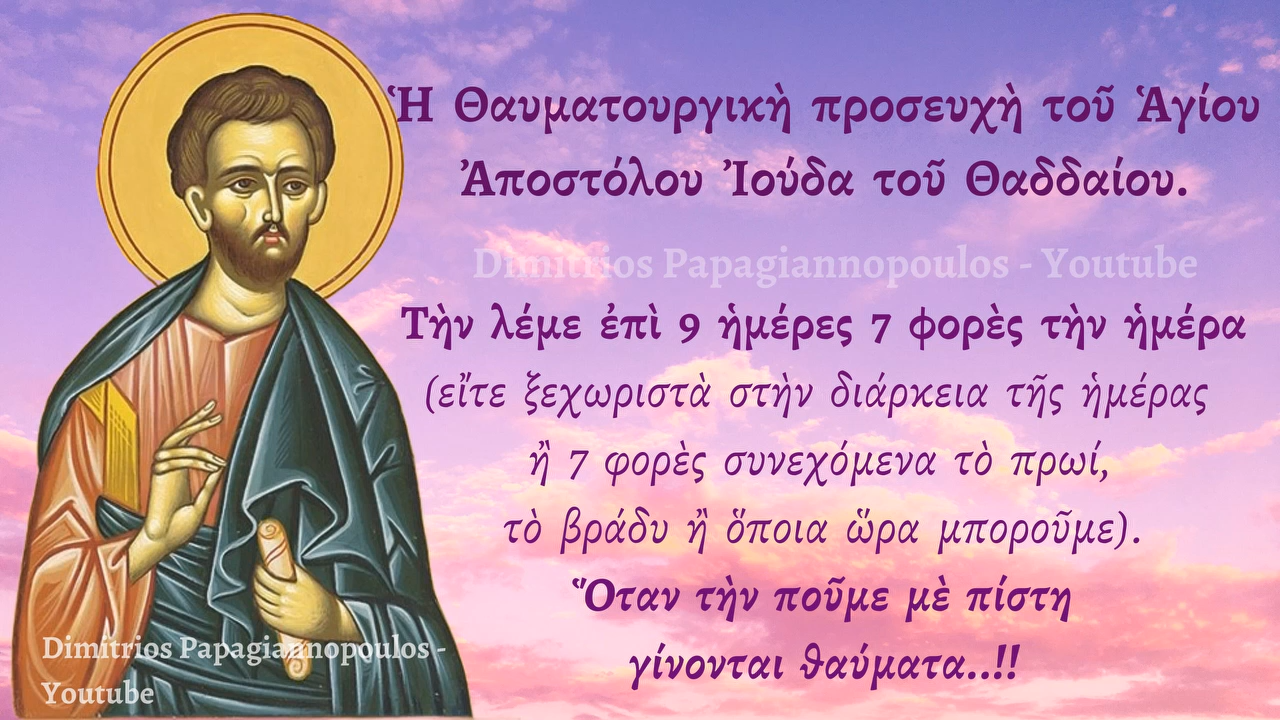 Ἡ Θαυματουργικὴ προσευχὴ τοῦ Ἁγίου
Ἀποστόλου Ἰούδα τοῦ Θαδδαίου.
Dimitrios Papagiannopoulos - Youtube
Τὴν λέμε ἐπὶ 9 ἡμέρες 7 φορὲς τὴν ἡμέρα
(εἴτε ξεχωριστὰ στὴν διάρκεια τῆς ἡμέρας
ἢ 7 φορὲς συνεχόμενα τὸ πρωί,
τὸ βράδυ ἢ ὅποια ὥρα μποροῦμε).
Ὅταν τὴν ποῦμε μὲ πίστη
γίνονται θαύματα..!!
Dimitrios Papagiannopoulos -
Youtube